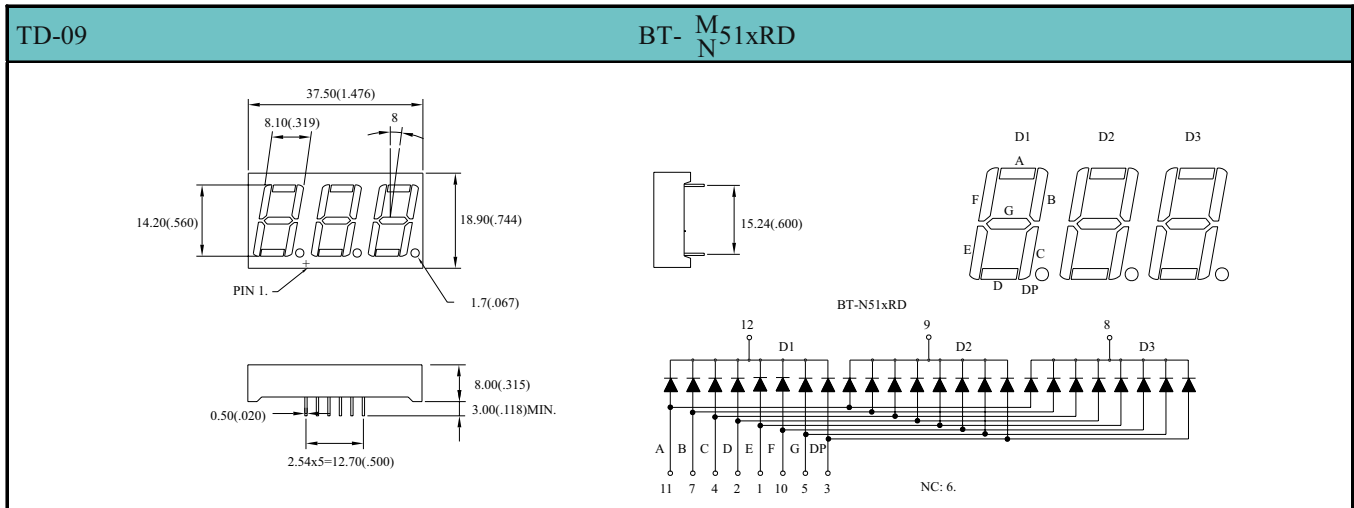 TD-09
BT- M/N 51xRD
37.50(1.476)
8.10(.319)
8
14.20(.560)
18.90(.744)
PIN 1.
1.7(.067)
15.24(.600)
D1 D2 D3
A
F B
G
E C
D DP
8.00(.315)
0.50(.020)
3.00(.118)MIN.
2.54x5=12.70(.500)
BT-N51xRD
12 9 8
D1 D2 D3
A B C D E F G DP
11 7 4 2 1 10 5 3
NC: 6.